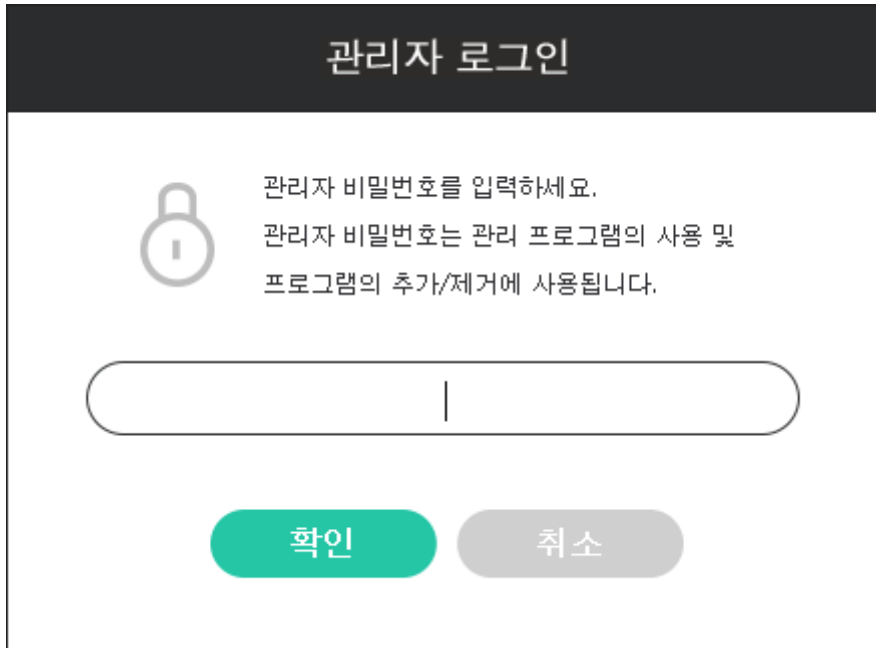 관리자 로그인
관리자 비밀번호를 입력하세요.
관리자 비밀번호는 관리 프로그램의 사용 및
프로그램의 추가/제거에 사용됩니다.
확인 취소